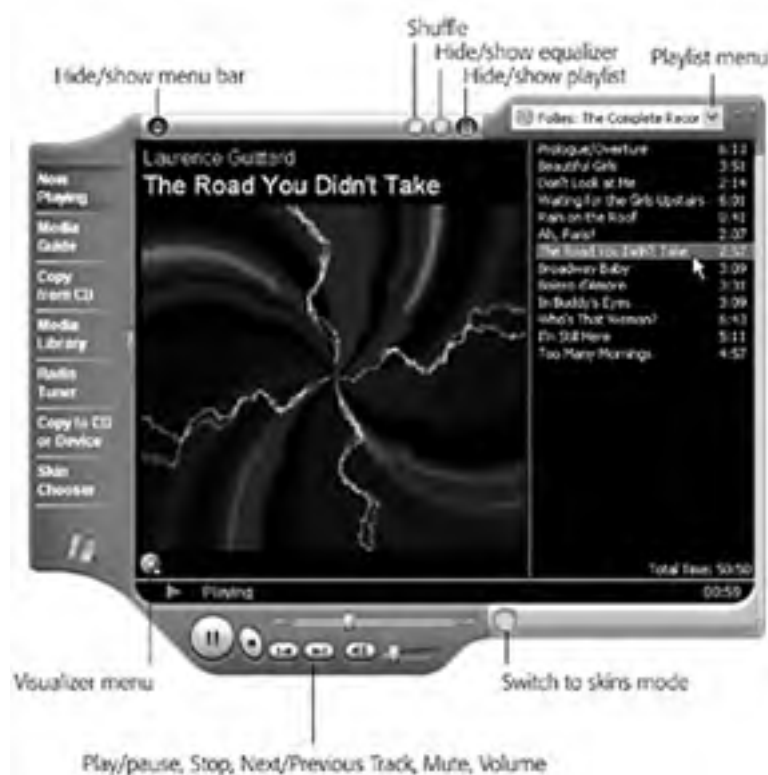 Shuffle
Hide/show equalizer
Hide/show menu bar
Hide/show playlist
Playlist menu
Follies: The Complete Recor
Laurence Guittard
The Road You Didn't Take
Now
Playing
Media
Guide
Copy
from CD
Media
Library
Radio
Tuner
Copy to CD
or Device
Skin
Chooser
Prologue/Overture 6:13
Beautiful Girls 3:51
Don't Look at Me 2:14
Waiting for the Girls Upstairs 6:01
Rain on the Roof 0:41
Ah, Paris! 2:07
The Road You Didn't Take 2:57
Broadway Baby 3:09
Bolero d'Amore 3:31
In Buddy's Eyes 3:09
Who's That Woman? 6:43
I'm Still Here 5:11
Too Many Mornings 4:57
Total Time: 50:50
Playing 00:59
Visualizer menu
Switch to skins mode
Play/pause, Stop, Next/Previous Track, Mute, Volume